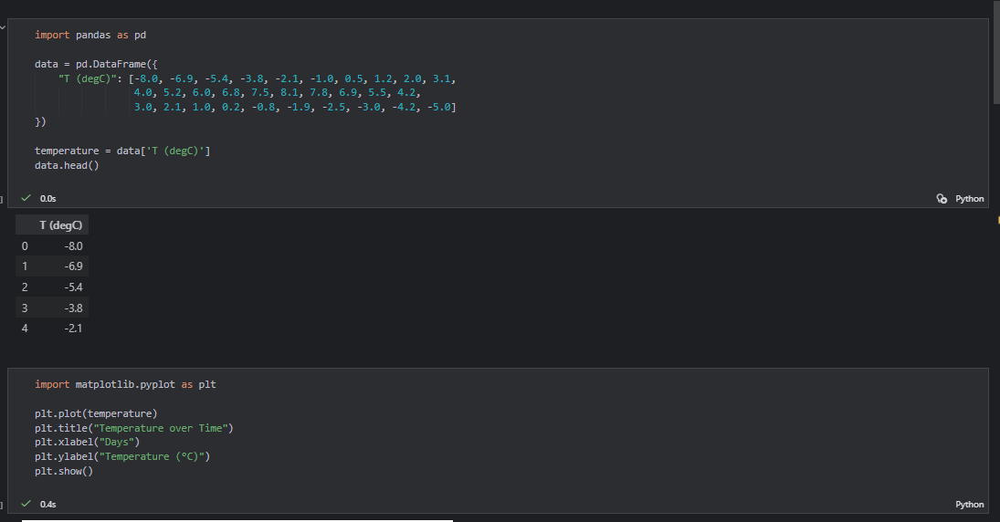 import pandas as pd
data = pd.DataFrame({
"T (degC)": [-8.0, -6.9, -5.4, -3.8, -2.1, -1.0, 0.5, 1.2, 2.0, 3.1,
4.0, 5.2, 6.0, 6.8, 7.5, 8.1, 7.8, 6.9, 5.5, 4.2,
3.0, 2.1, 1.0, 0.2, -0.8, -1.9, -2.5, -3.0, -4.2, -5.0]
})
temperature = data['T (degC)']
data.head()
] 0.0s Python
T (degC)
0 -8.0
1 -6.9
2 -5.4
3 -3.8
4 -2.1
import matplotlib.pyplot as plt
plt.plot(temperature)
plt.title("Temperature over Time")
plt.xlabel("Days")
plt.ylabel("Temperature (°C)")
plt.show()
] 0.4s Python